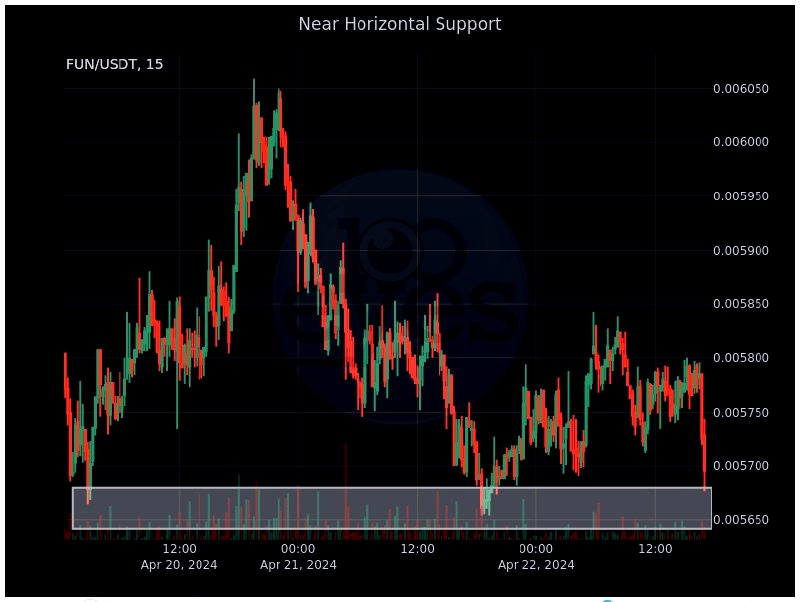 Near Horizontal Support
FUN/USDT, 15
0.006050
0.006000
0.005950
0.005900
0.005850
0.005800
0.005750
0.005700
0.005650
100
eyes
12:00
00:00
12:00
00:00
12:00
Apr 20, 2024
Apr 21, 2024
Apr 22, 2024